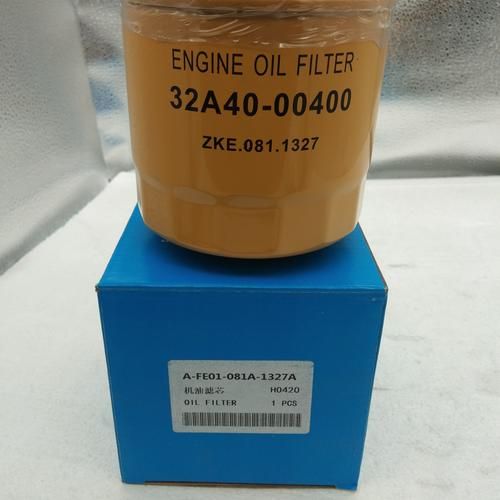 ENGINE OIL FILTER
32A40-00400
ZKE.081.1327
A-FE01-081A-1327A
机油滤芯 H0420
OIL FILTER 1 PCS